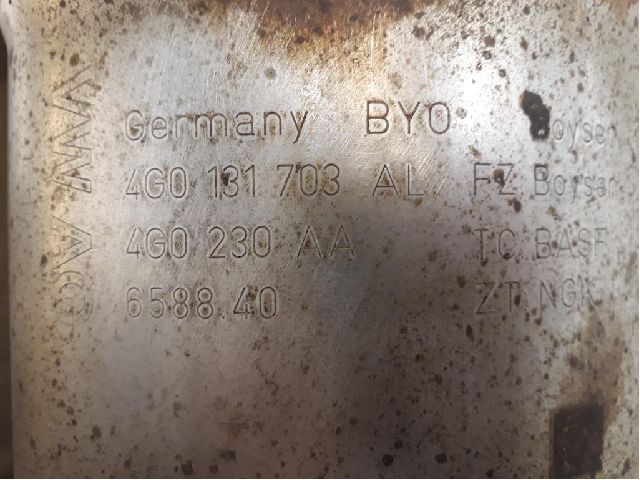 VW AG
Germany BYO Boysen
4G0 131 703 AL FZ Boysen
4G0 230 AA TC BASF
6588.40 ZT NGK